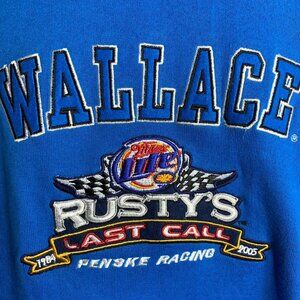 WALLACE®
Miller
Lite
RUSTY'S
LAST CALL
1984 2005
PENSKE RACING